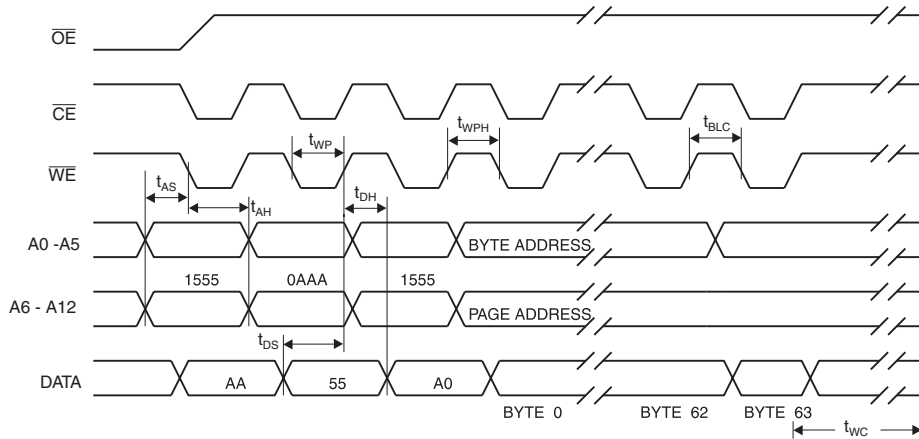 OE
CE
tWP
tWPH
tBLC
WE
tAS
tAH
tDH
A0 -A5
BYTE ADDRESS
1555
0AAA
1555
A6 - A12
PAGE ADDRESS
tDS
DATA
AA
55
A0
BYTE 0
BYTE 62
BYTE 63
tWC